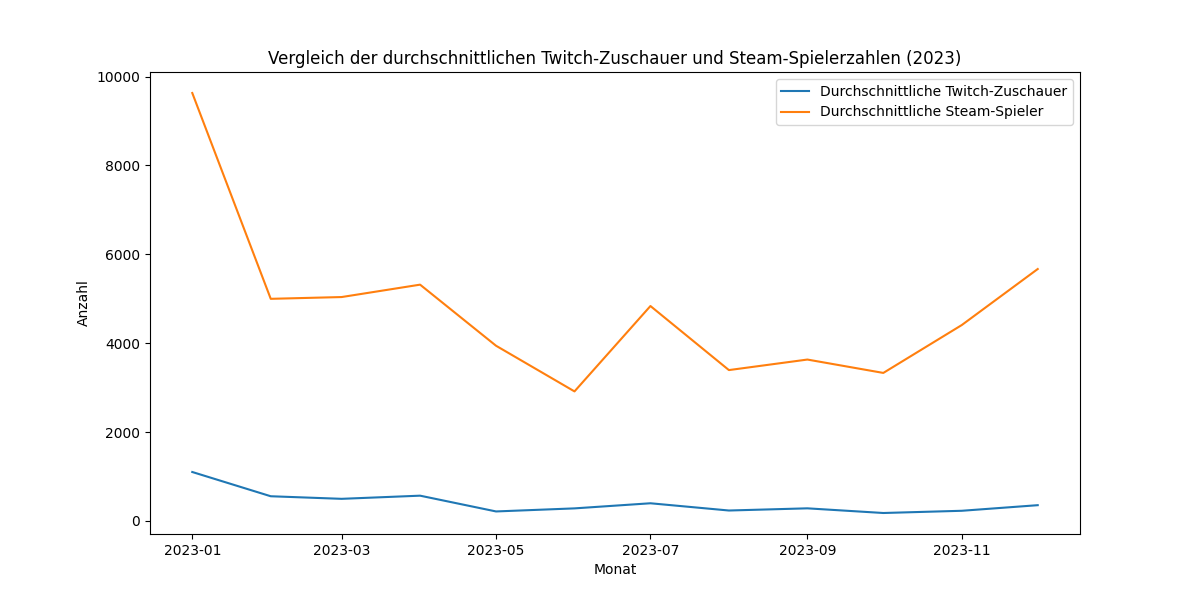 Vergleich der durchschnittlichen Twitch-Zuschauer und Steam-Spielerzahlen (2023)
Durchschnittliche Twitch-Zuschauer
Durchschnittliche Steam-Spieler
Anzahl
10000
8000
6000
4000
2000
0
2023-01 2023-03 2023-05 2023-07 2023-09 2023-11
Monat